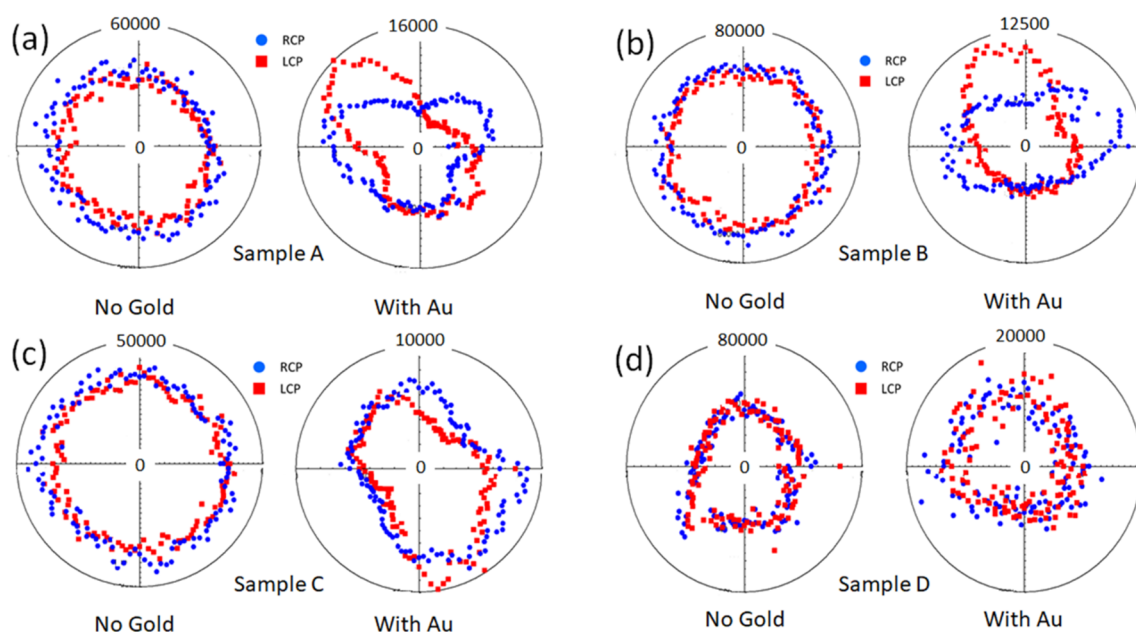 (a)
60000
RCP
LCP
16000
0
0
Sample A
No Gold
With Au
(b)
80000
RCP
LCP
12500
0
0
Sample B
No Gold
With Au
(c)
50000
RCP
LCP
10000
0
0
Sample C
No Gold
With Au
(d)
80000
RCP
LCP
20000
0
0
Sample D
No Gold
With Au